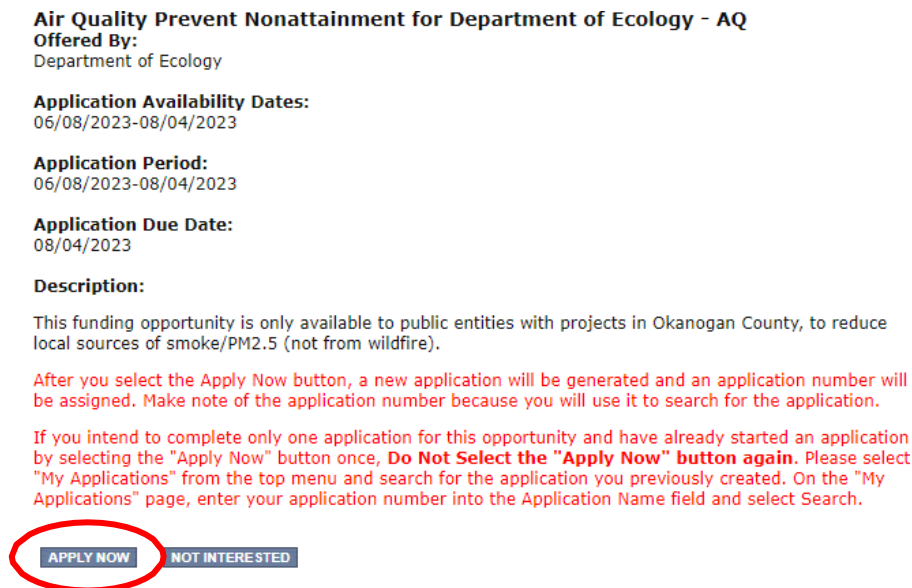 Air Quality Prevent Nonattainment for Department of Ecology - AQ
Offered By:
Department of Ecology
Application Availability Dates:
06/08/2023-08/04/2023
Application Period:
06/08/2023-08/04/2023
Application Due Date:
08/04/2023
Description:
This funding opportunity is only available to public entities with projects in Okanogan County, to reduce
local sources of smoke/PM2.5 (not from wildfire).
After you select the Apply Now button, a new application will be generated and an application number will
be assigned. Make note of the application number because you will use it to search for the application.
If you intend to complete only one application for this opportunity and have already started an application
by selecting the "Apply Now" button once, Do Not Select the "Apply Now" button again. Please select
"My Applications" from the top menu and search for the application you previously created. On the "My
Applications" page, enter your application number into the Application Name field and select Search.
APPLY NOW NOT INTERESTED